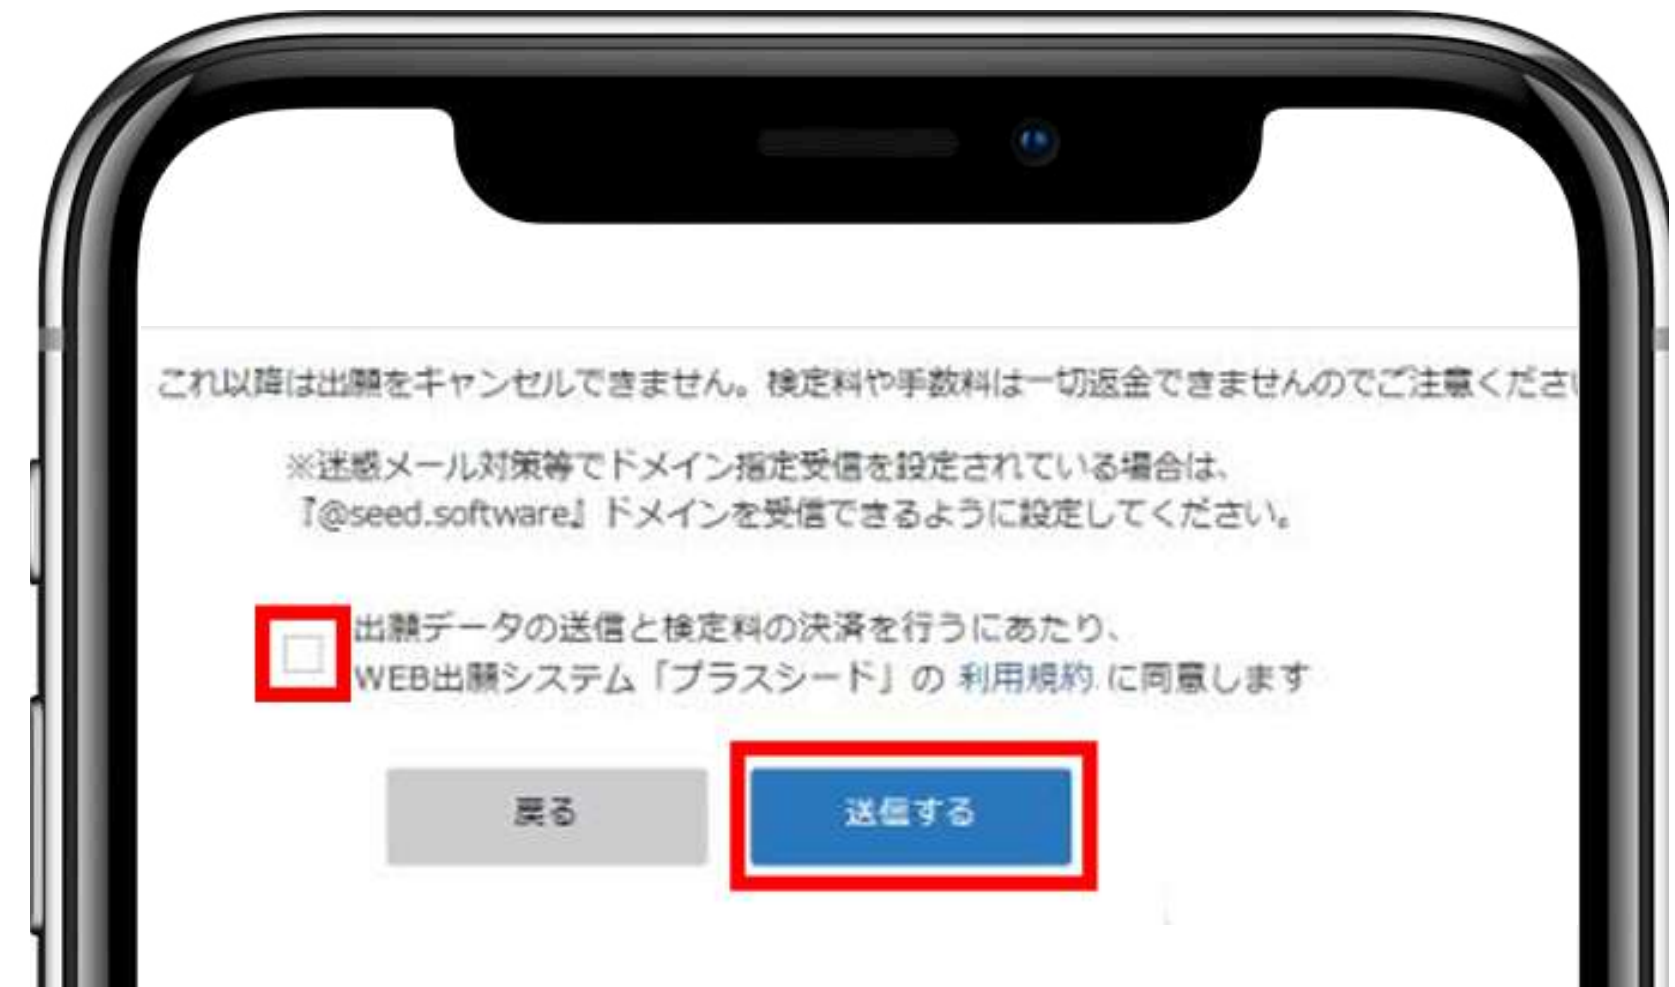 これ以降は出願をキャンセルできません。検定料や手数料は一切返金できませんのでご注意くださ
※迷惑メール対策等でドメイン指定受信を設定されている場合は、
『@seed.software』ドメインを受信できるように設定してください。
出願データの送信と検定料の決済を行うにあたり、
WEB出願システム「プラスシード」の 利用規約 に同意します
戻る
送信する